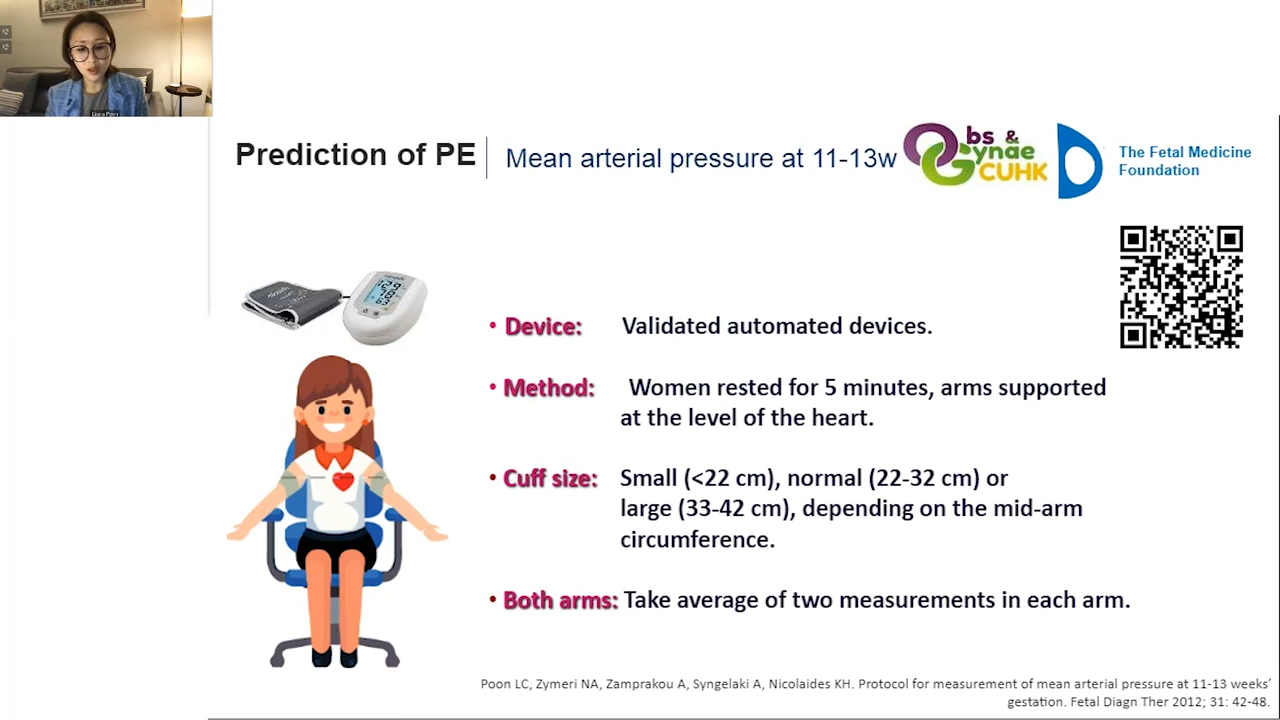 Prediction of PE
Mean arterial pressure at 11-13w
bs &
ynae
CUHK
The Fetal Medicine
Foundation
• Device: Validated automated devices.
• Method: Women rested for 5 minutes, arms supported
at the level of the heart.
• Cuff size: Small (<22 cm), normal (22-32 cm) or
large (33-42 cm), depending on the mid-arm
circumference.
• Both arms: Take average of two measurements in each arm.
Poon LC, Zymeri NA, Zamprakou A, Syngelaki A, Nicolaides KH. Protocol for measurement of mean arterial pressure at 11-13 weeks’
gestation. Fetal Diagn Ther 2012; 31: 42-48.